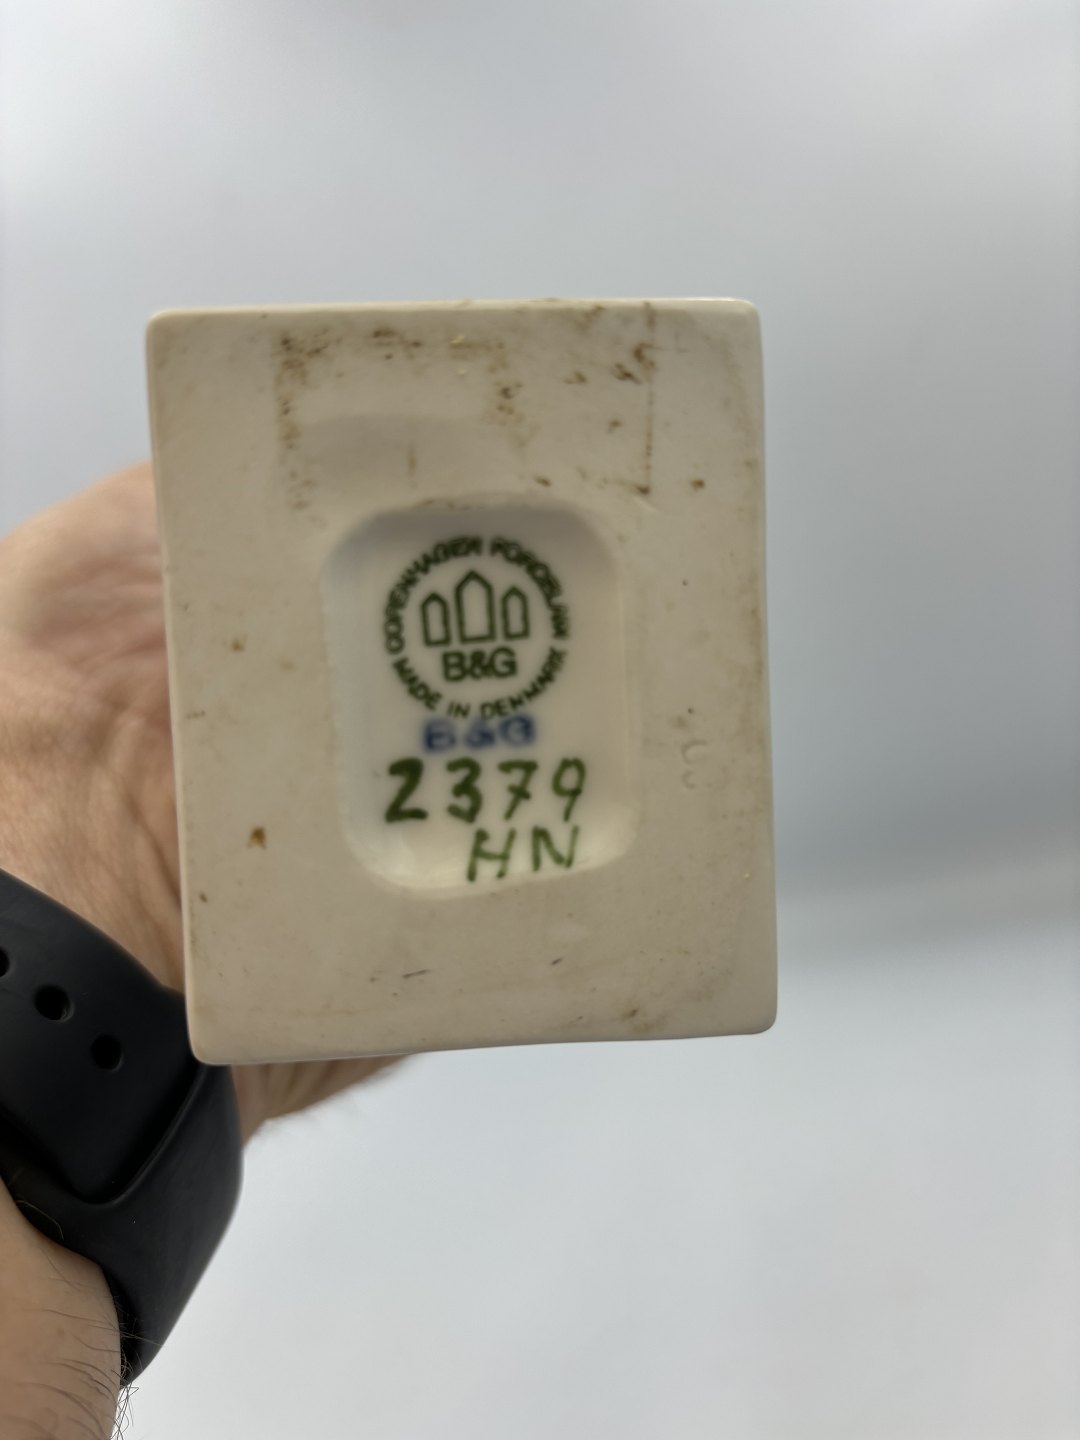 COPENHAGEN PORCELAIN
B&G
MADE IN DENMARK
B&G
2379
HN